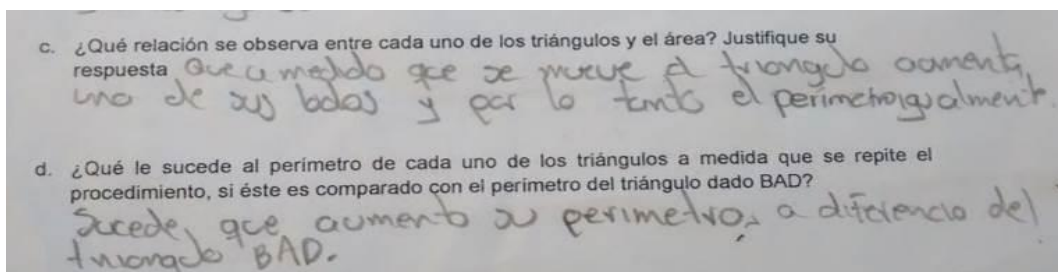 c. ¿Qué relación se observa entre cada uno de los triángulos y el área? Justifique su
respuesta Que a medida que se mueve el triangulo aumenta
uno de sus lados y por lo tanto el perimetro igualment.
d. ¿Qué le sucede al perímetro de cada uno de los triángulos a medida que se repite el
procedimiento, si éste es comparado con el perimetro del triángulo dado BAD?
Sucede, que aumento su perimetro, a diferencia del
triangulo BAD.